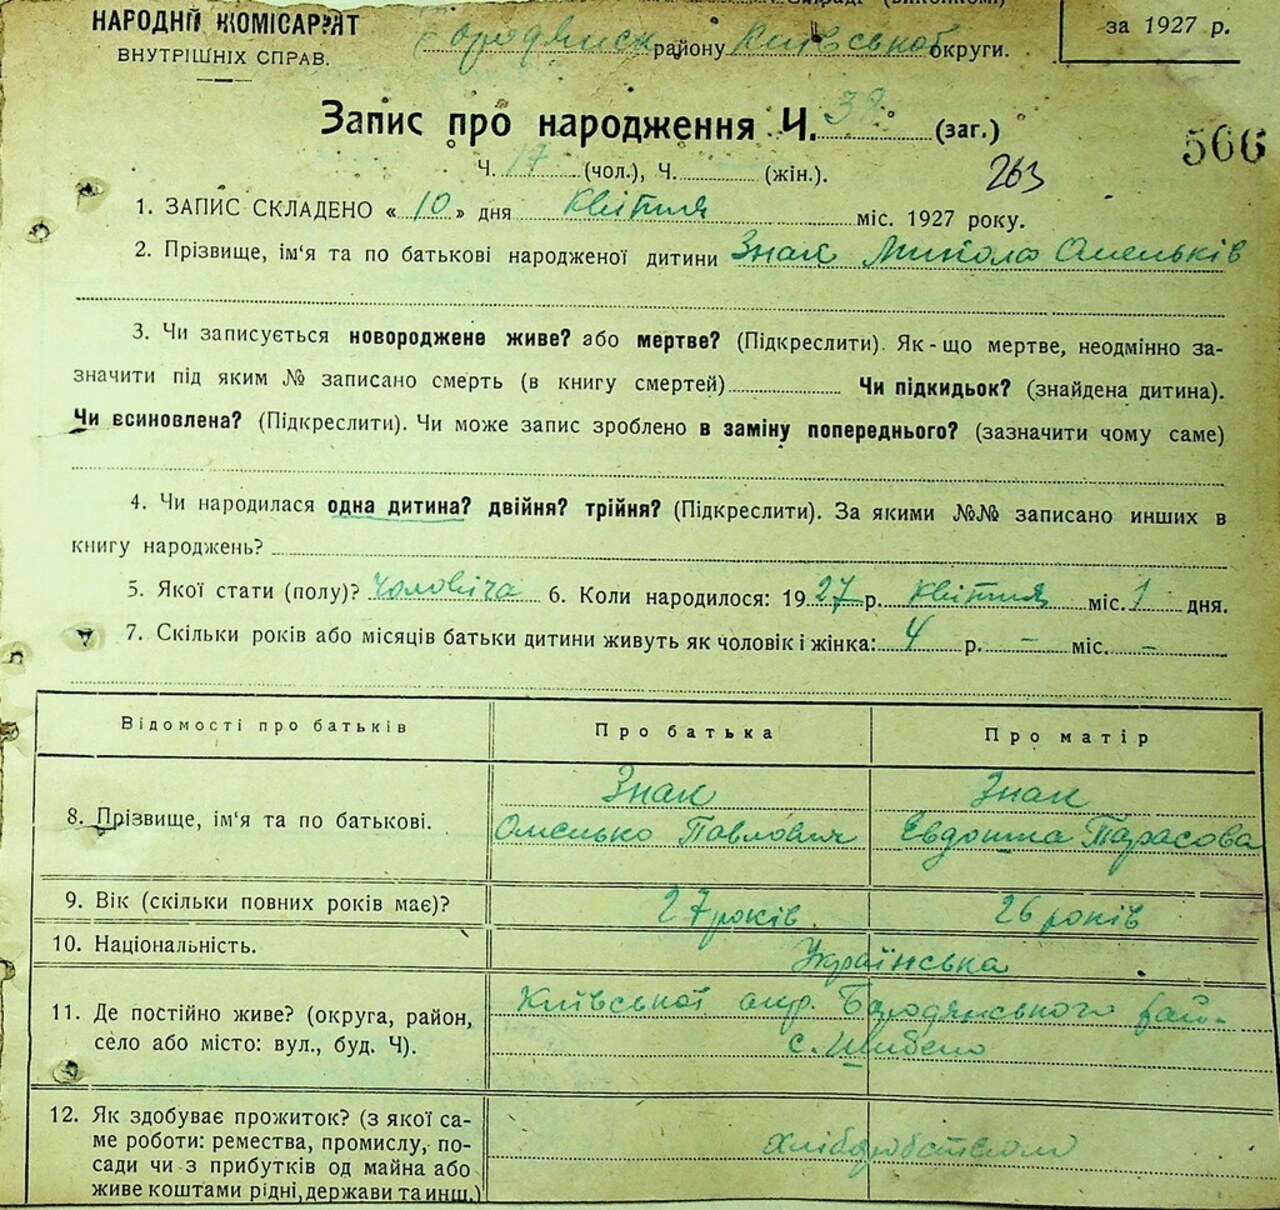 НАРОДНІЙ КОМІСАРІЯТ
ВНУТРІШНІХ СПРАВ.
району Київської округи.
за 1927 р.
Запис про народження Ч. 39 (заг.)
566
Ч. 17 (чол.), Ч. (жін.).
263
1. ЗАПИС СКЛАДЕНО « 10 » дня Квітня міс. 1927 року.
2. Прізвище, ім'я та по батькові народженої дитини Знак Микола Омельків
3. Чи записується новороджене живе? або мертве? (Підкреслити). Як-що мертве, неодмінно за-
значити під яким № записано смерть (в книгу смертей) Чи підкидьок? (знайдена дитина).
Чи всиновлена? (Підкреслити). Чи може запис зроблено в заміну попереднього? (зазначити чому саме)
4. Чи народилася одна дитина? двійня? трійня? (Підкреслити). За якими №№ записано инших в
книгу народжень?
5. Якої стати (полу)? Чоловіча 6. Коли народилося: 1927 р. Квітня міс. 1 дня.
7. Скільки років або місяців батьки дитини живуть як чоловік і жінка: 4 р. – міс. –
Відомості про батьків Про батька Про матір
8. Прізвище, ім'я та по батькові. Знак Знак
Омелько Павлович Євдокия Тарасова
9. Вік (скільки повних років має)? 27 років 26 років
10. Національність. Українська
11. Де постійно живе? (округа, район, Київської окр. Бородянського рай-
село або місто: вул., буд. Ч). с. Шибено
12. Як здобуває прожиток? (з якої са-
ме роботи: ремества, промислу, по- хліборобством
сади чи з прибутків од майна або
живе коштами рідні, держави та инш.)